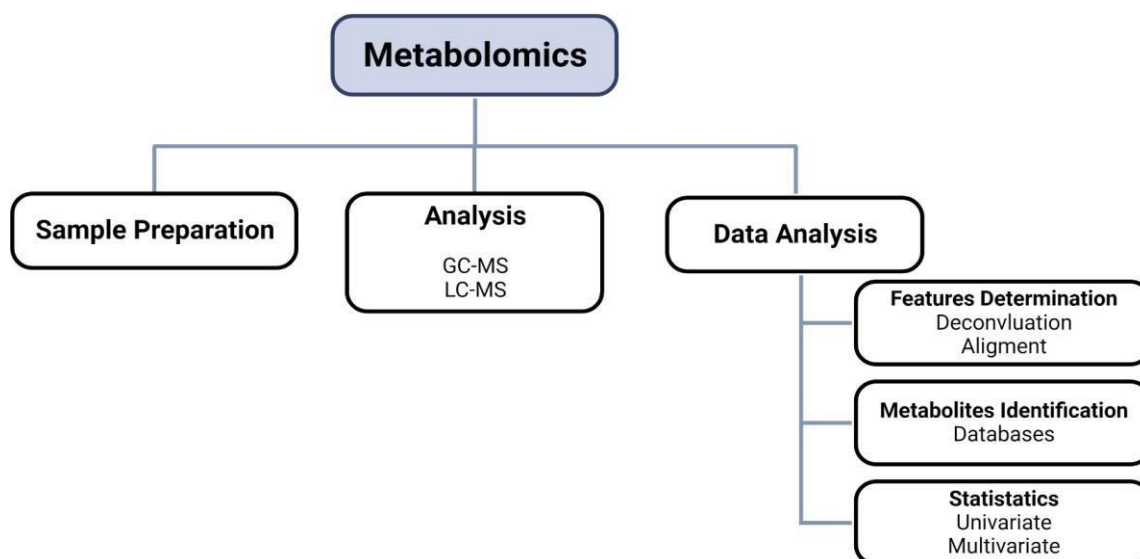 Metabolomics
Sample Preparation
Analysis
GC-MS
LC-MS
Data Analysis
Features Determination
Deconvluation
Aligment
Metabolites Identification
Databases
Statistatics
Univariate
Multivariate